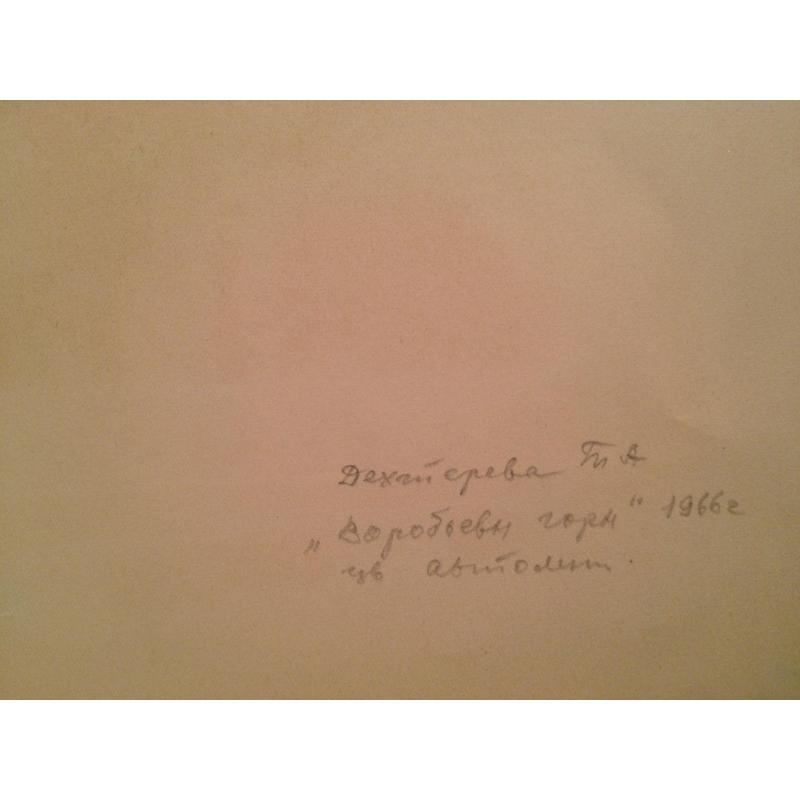 Дехтерева Т А
„Воробьевы горы“ 1966г
цв автолит.